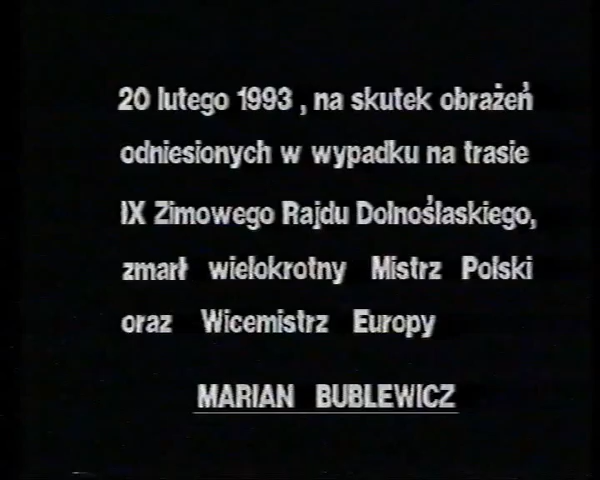 20 lutego 1993 , na skutek obrażeń
odniesionych w wypadku na trasie
IX Zimowego Rajdu Dolnoślaskiego,
zmarł wielokrotny Mistrz Polski
oraz Wicemistrz Europy
MARIAN BUBLEWICZ